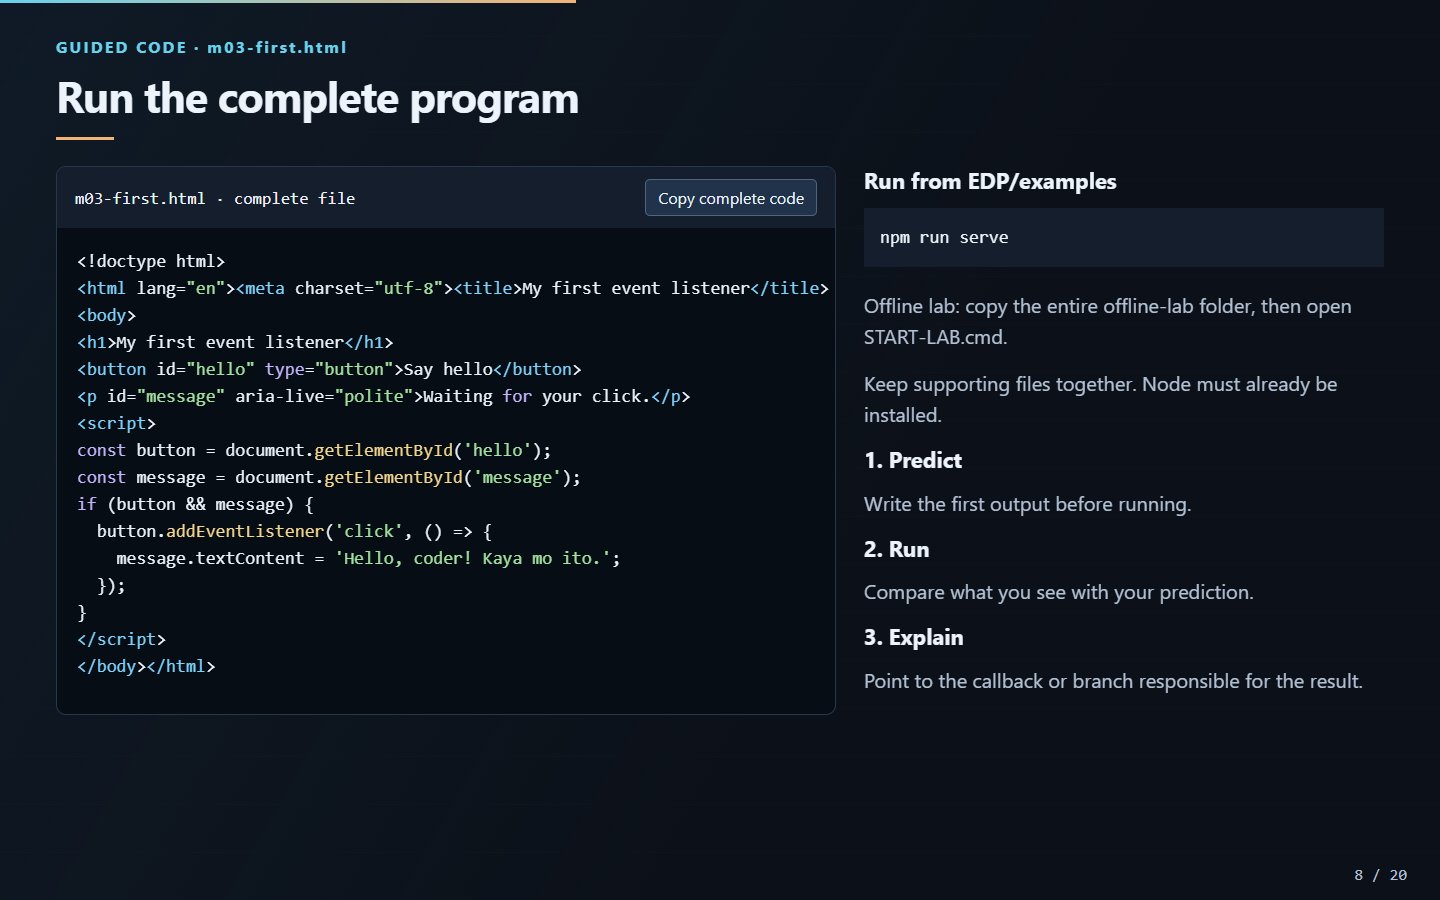 GUIDED CODE · m03-first.html
Run the complete program
m03-first.html · complete file
Copy complete code
<!doctype html>
<html lang="en"><meta charset="utf-8"><title>My first event listener</title>
<body>
<h1>My first event listener</h1>
<button id="hello" type="button">Say hello</button>
<p id="message" aria-live="polite">Waiting for your click.</p>
<script>
const button = document.getElementById('hello');
const message = document.getElementById('message');
if (button && message) {
  button.addEventListener('click', () => {
    message.textContent = 'Hello, coder! Kaya mo ito.';
  });
}
</script>
</body></html>
Run from EDP/examples
npm run serve
Offline lab: copy the entire offline-lab folder, then open
START-LAB.cmd.
Keep supporting files together. Node must already be
installed.
1. Predict
Write the first output before running.
2. Run
Compare what you see with your prediction.
3. Explain
Point to the callback or branch responsible for the result.
8 / 20